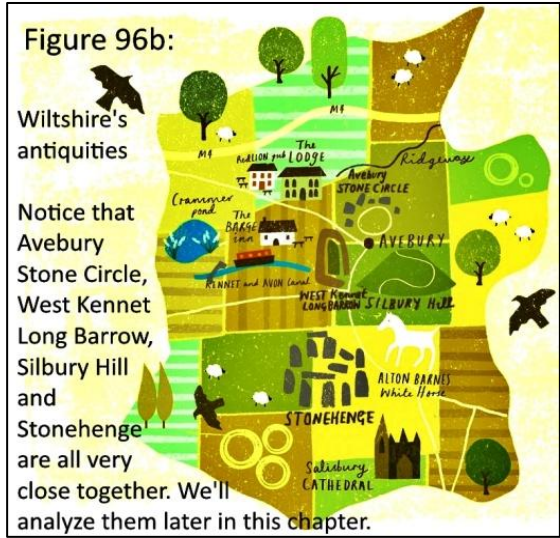 Figure 96b:
Wiltshire's
antiquities
Notice that
Avebury
Stone Circle,
West Kennet
Long Barrow,
Silbury Hill
and
Stonehenge
are all very
close together. We'll
analyze them later in this chapter.
M4
M4
Red Lion pub
The
LODGE
Ridgeway
Avebury
STONE CIRCLE
Crammer
pond
The
BARGE
inn
AVEBURY
KENNET and AVON Canal
WEST Kennet
LONG BARROW
SILBURY Hill
ALTON BARNES
White Horse
STONEHENGE
Salisbury
CATHEDRAL